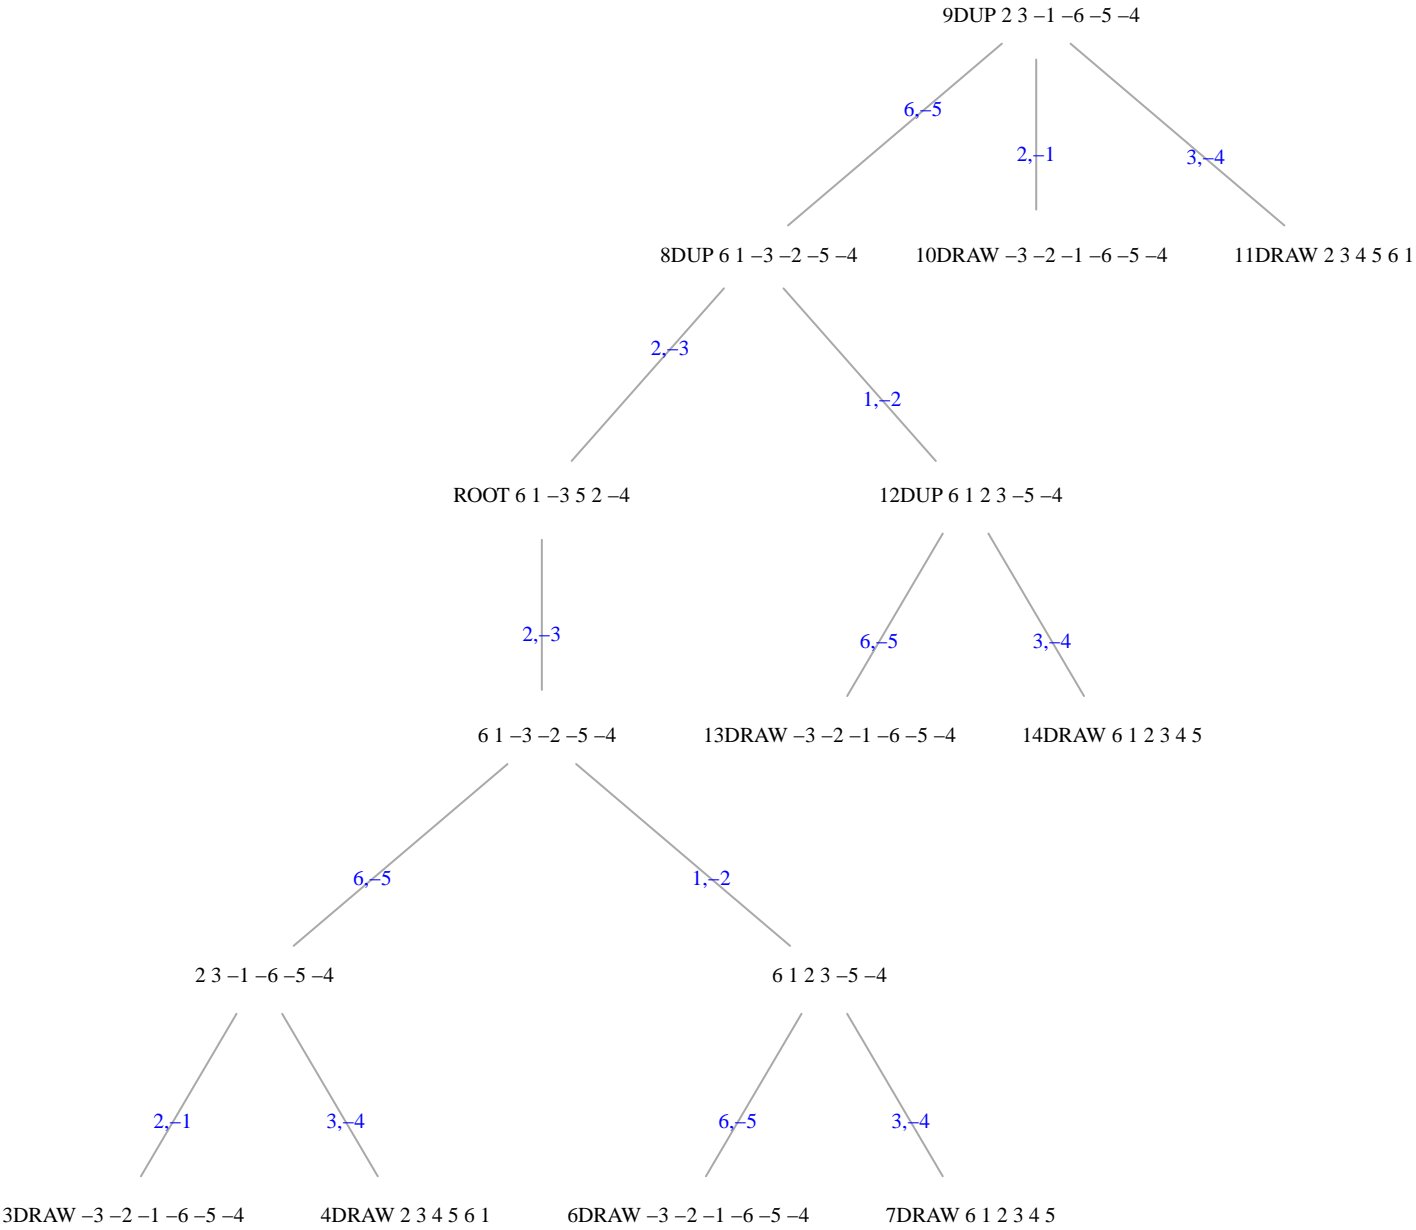 9DUP 2 3 –1 –6 –5 –4
6,–5
2,–1
3,–4
8DUP 6 1 –3 –2 –5 –4
10DRAW –3 –2 –1 –6 –5 –4
11DRAW 2 3 4 5 6 1
2,–3
1,–2
ROOT 6 1 –3 5 2 –4
12DUP 6 1 2 3 –5 –4
2,–3
6,–5
3,–4
6 1 –3 –2 –5 –4
13DRAW –3 –2 –1 –6 –5 –4
14DRAW 6 1 2 3 4 5
6,–5
1,–2
2 3 –1 –6 –5 –4
6 1 2 3 –5 –4
2,–1
3,–4
6,–5
3,–4
3DRAW –3 –2 –1 –6 –5 –4
4DRAW 2 3 4 5 6 1
6DRAW –3 –2 –1 –6 –5 –4
7DRAW 6 1 2 3 4 5